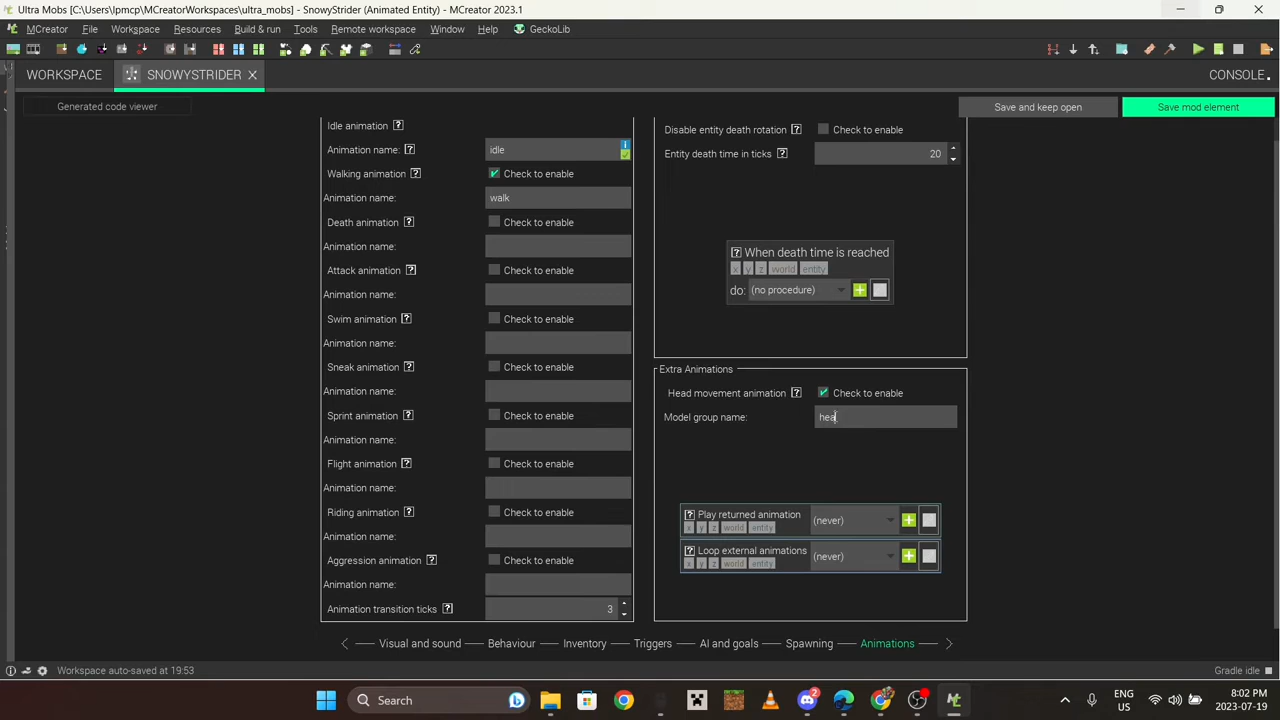 Ultra Mobs [C:\Users\lpmcp\MCreatorWorkspaces\ultra_mobs] - SnowyStrider (Animated Entity) - MCreator 2023.1
MCreator File Workspace Resources Build & run Tools Remote workspace Window Help GeckoLib
WORKSPACE SNOWYSTRIDER CONSOLE
Generated code viewer Save and keep open Save mod element
Idle animation ?
Animation name: ? idle
Walking animation ? Check to enable
Animation name: walk
Death animation ? Check to enable
Animation name:
Attack animation ? Check to enable
Animation name:
Swim animation ? Check to enable
Animation name:
Sneak animation ? Check to enable
Animation name:
Sprint animation ? Check to enable
Animation name:
Flight animation ? Check to enable
Animation name:
Riding animation ? Check to enable
Animation name:
Aggression animation ? Check to enable
Animation name:
Animation transition ticks ? 3
Disable entity death rotation ? Check to enable
Entity death time in ticks ? 20
? When death time is reached
x y z world entity
do: (no procedure)
Extra Animations
Head movement animation ? Check to enable
Model group name: hea
? Play returned animation (never)
x y z world entity
? Loop external animations (never)
x y z world entity
Visual and sound Behaviour Inventory Triggers AI and goals Spawning Animations
Workspace auto-saved at 19:53 Gradle idle
Search 2 ENG US 8:02 PM 2023-07-19